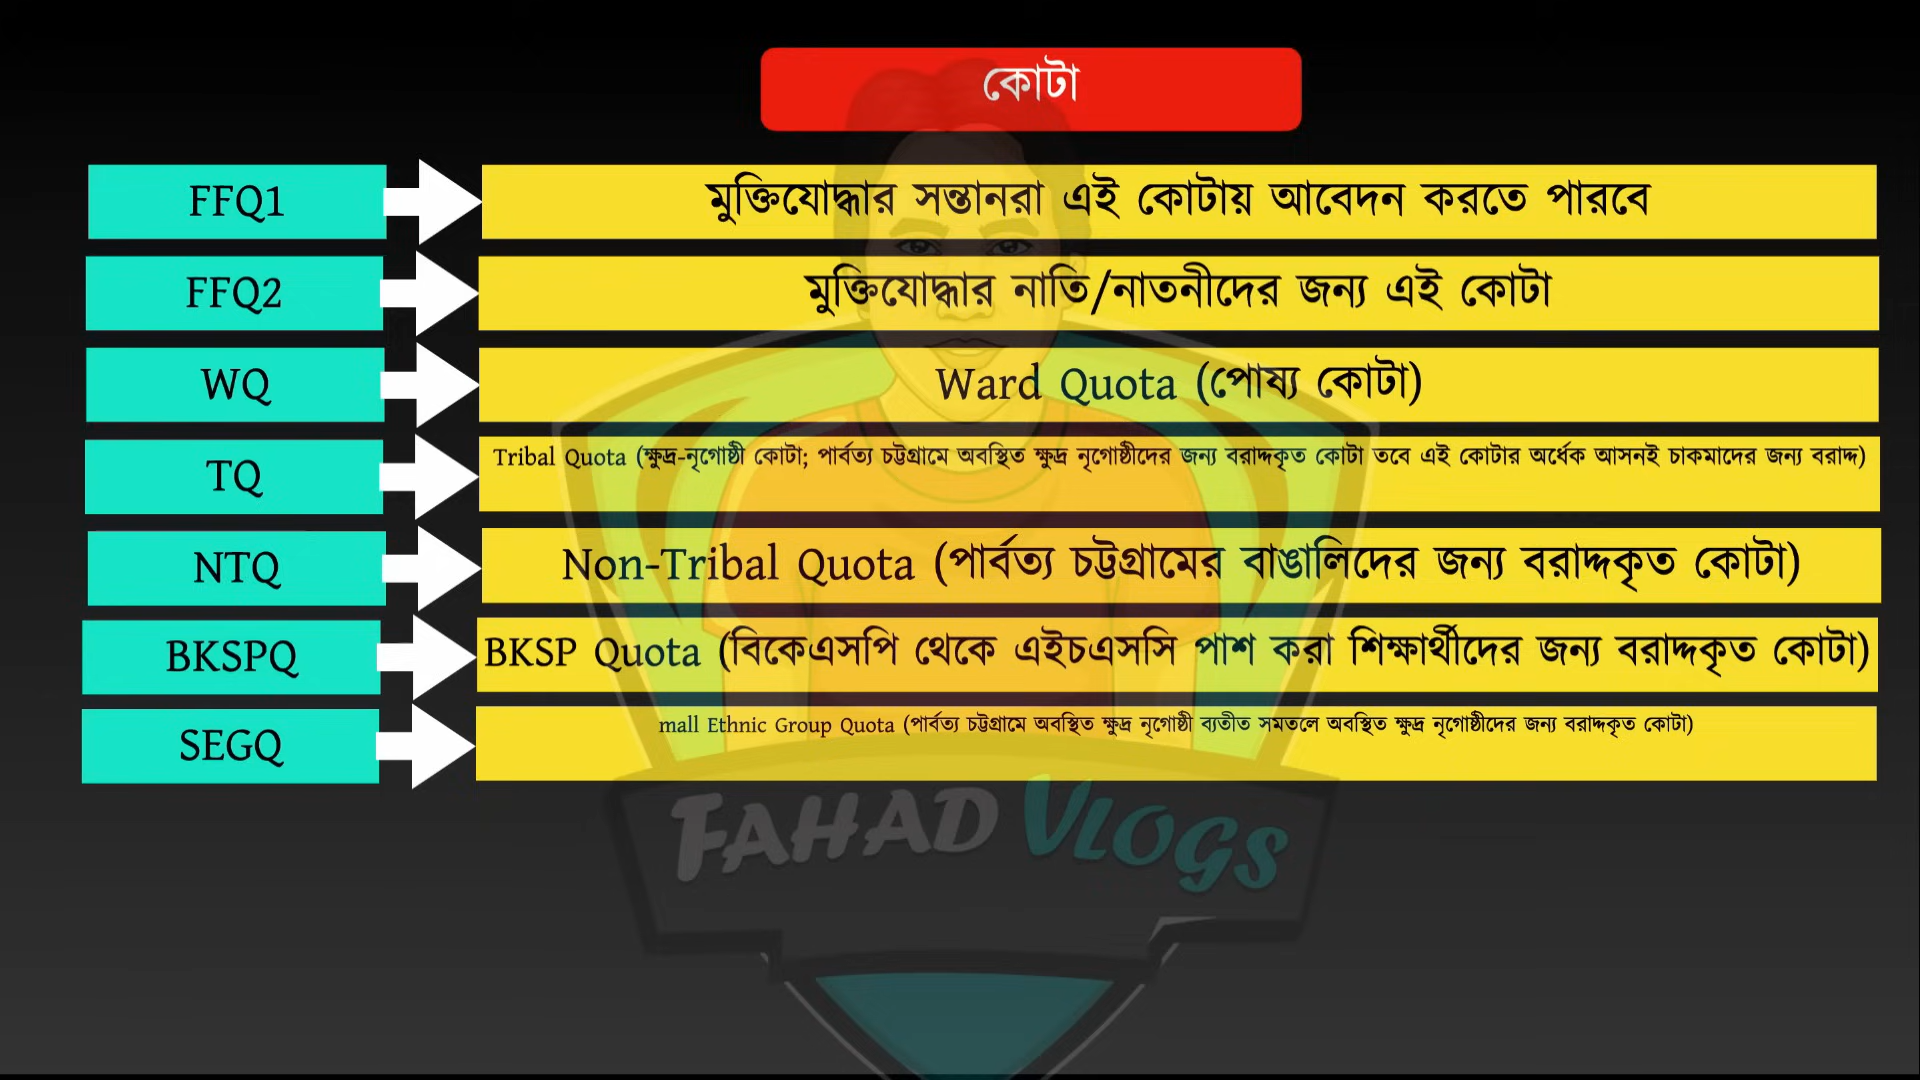 কোটা
FFQ1
মুক্তিযোদ্ধার সন্তানরা এই কোটায় আবেদন করতে পারবে
FFQ2
মুক্তিযোদ্ধার নাতি/নাতনীদের জন্য এই কোটা
WQ
Ward Quota (পোষ্য কোটা)
TQ
Tribal Quota (ক্ষুদ্র-নৃগোষ্ঠী কোটা; পার্বত্য চট্টগ্রামে অবস্থিত ক্ষুদ্র নৃগোষ্ঠীদের জন্য বরাদ্দকৃত কোটা তবে এই কোটার অর্ধেক আসনই চাকমাদের জন্য বরাদ্দ)
NTQ
Non-Tribal Quota (পার্বত্য চট্টগ্রামের বাঙালিদের জন্য বরাদ্দকৃত কোটা)
BKSPQ
BKSP Quota (বিকেএসপি থেকে এইচএসসি পাশ করা শিক্ষার্থীদের জন্য বরাদ্দকৃত কোটা)
SEGQ
mall Ethnic Group Quota (পার্বত্য চট্টগ্রামে অবস্থিত ক্ষুদ্র নৃগোষ্ঠী ব্যতীত সমতলে অবস্থিত ক্ষুদ্র নৃগোষ্ঠীদের জন্য বরাদ্দকৃত কোটা)
FAHAD VLOGS